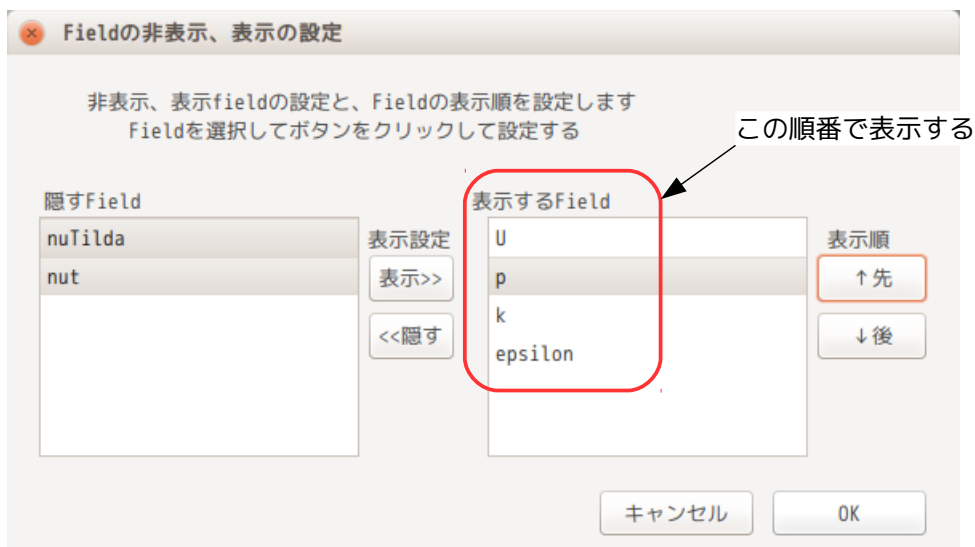 Fieldの非表示、表示の設定
非表示、表示fieldの設定と、Fieldの表示順を設定します
Fieldを選択してボタンをクリックして設定する
この順番で表示する
隠すField
表示するField
nuTilda
nut
表示設定
表示>>
<<隠す
U
p
k
epsilon
表示順
↑先
↓後
キャンセル
OK